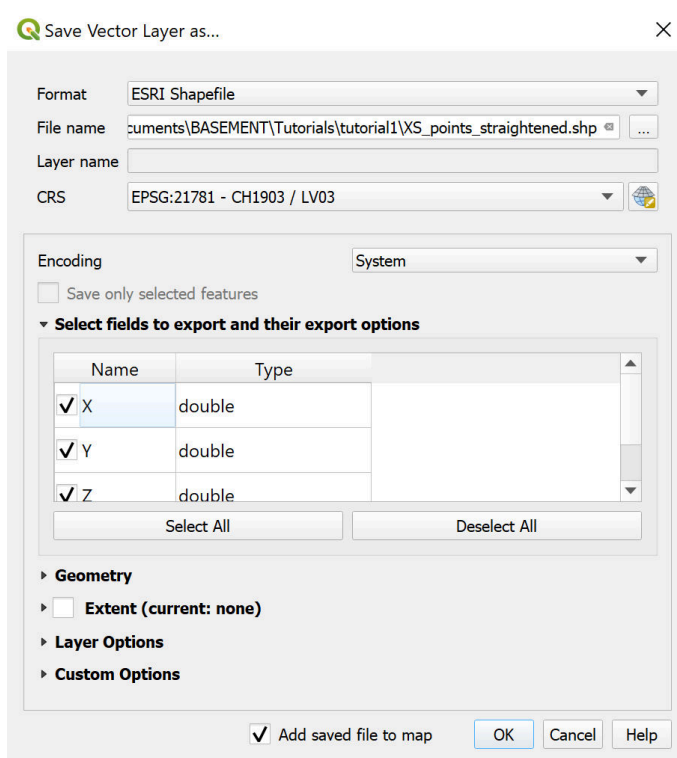 Save Vector Layer as...
Format ESRI Shapefile
File name cuments\BASEMENT\Tutorials\tutorial1\XS_points_straightened.shp ...
Layer name
CRS EPSG:21781 - CH1903 / LV03
Encoding System
Save only selected features
Select fields to export and their export options
Name Type
X double
Y double
Z double
Select All Deselect All
Geometry
Extent (current: none)
Layer Options
Custom Options
Add saved file to map OK Cancel Help